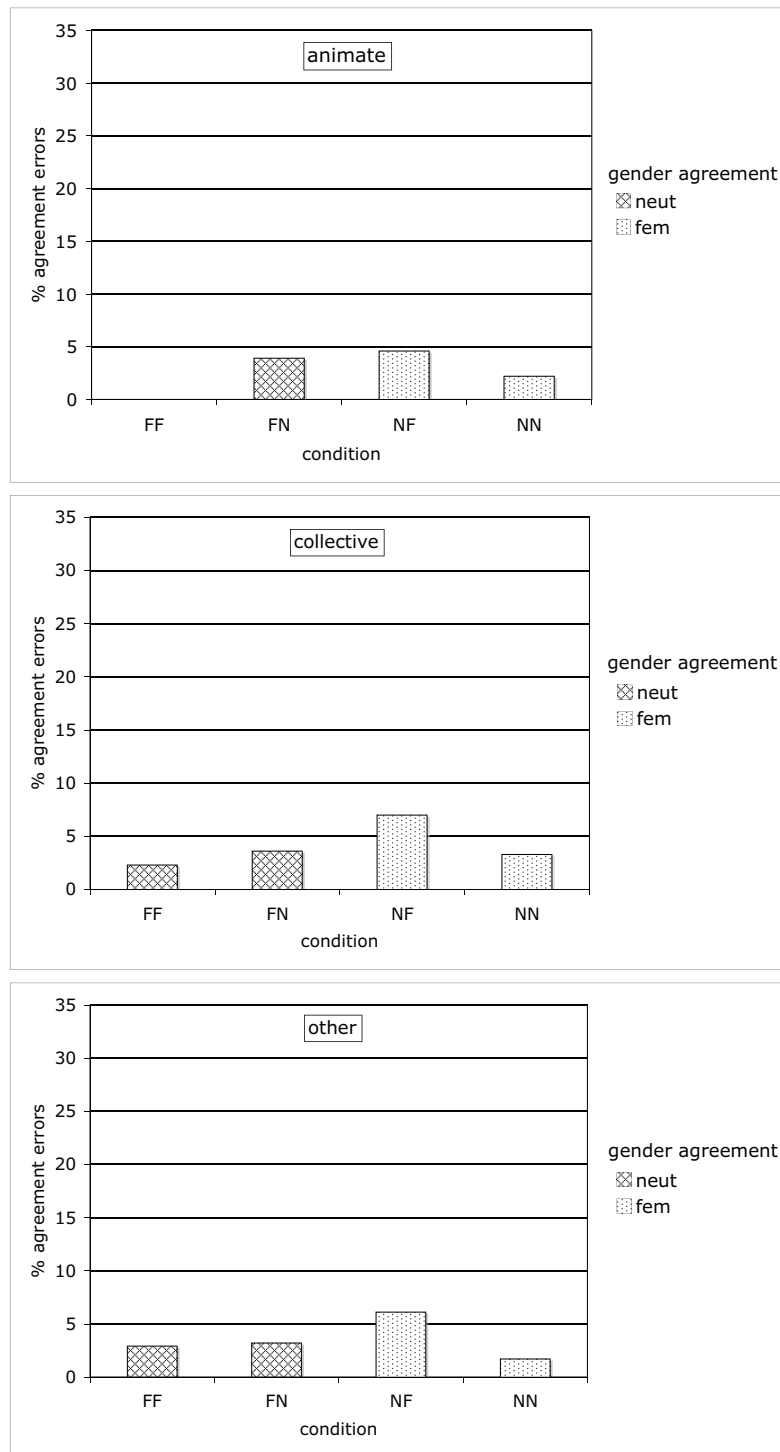 animate
35
30
25
20
15
10
5
0
% agreement errors
FF FN NF NN
condition
gender agreement
neut
fem
collective
35
30
25
20
15
10
5
0
% agreement errors
FF FN NF NN
condition
gender agreement
neut
fem
other
35
30
25
20
15
10
5
0
% agreement errors
FF FN NF NN
condition
gender agreement
neut
fem